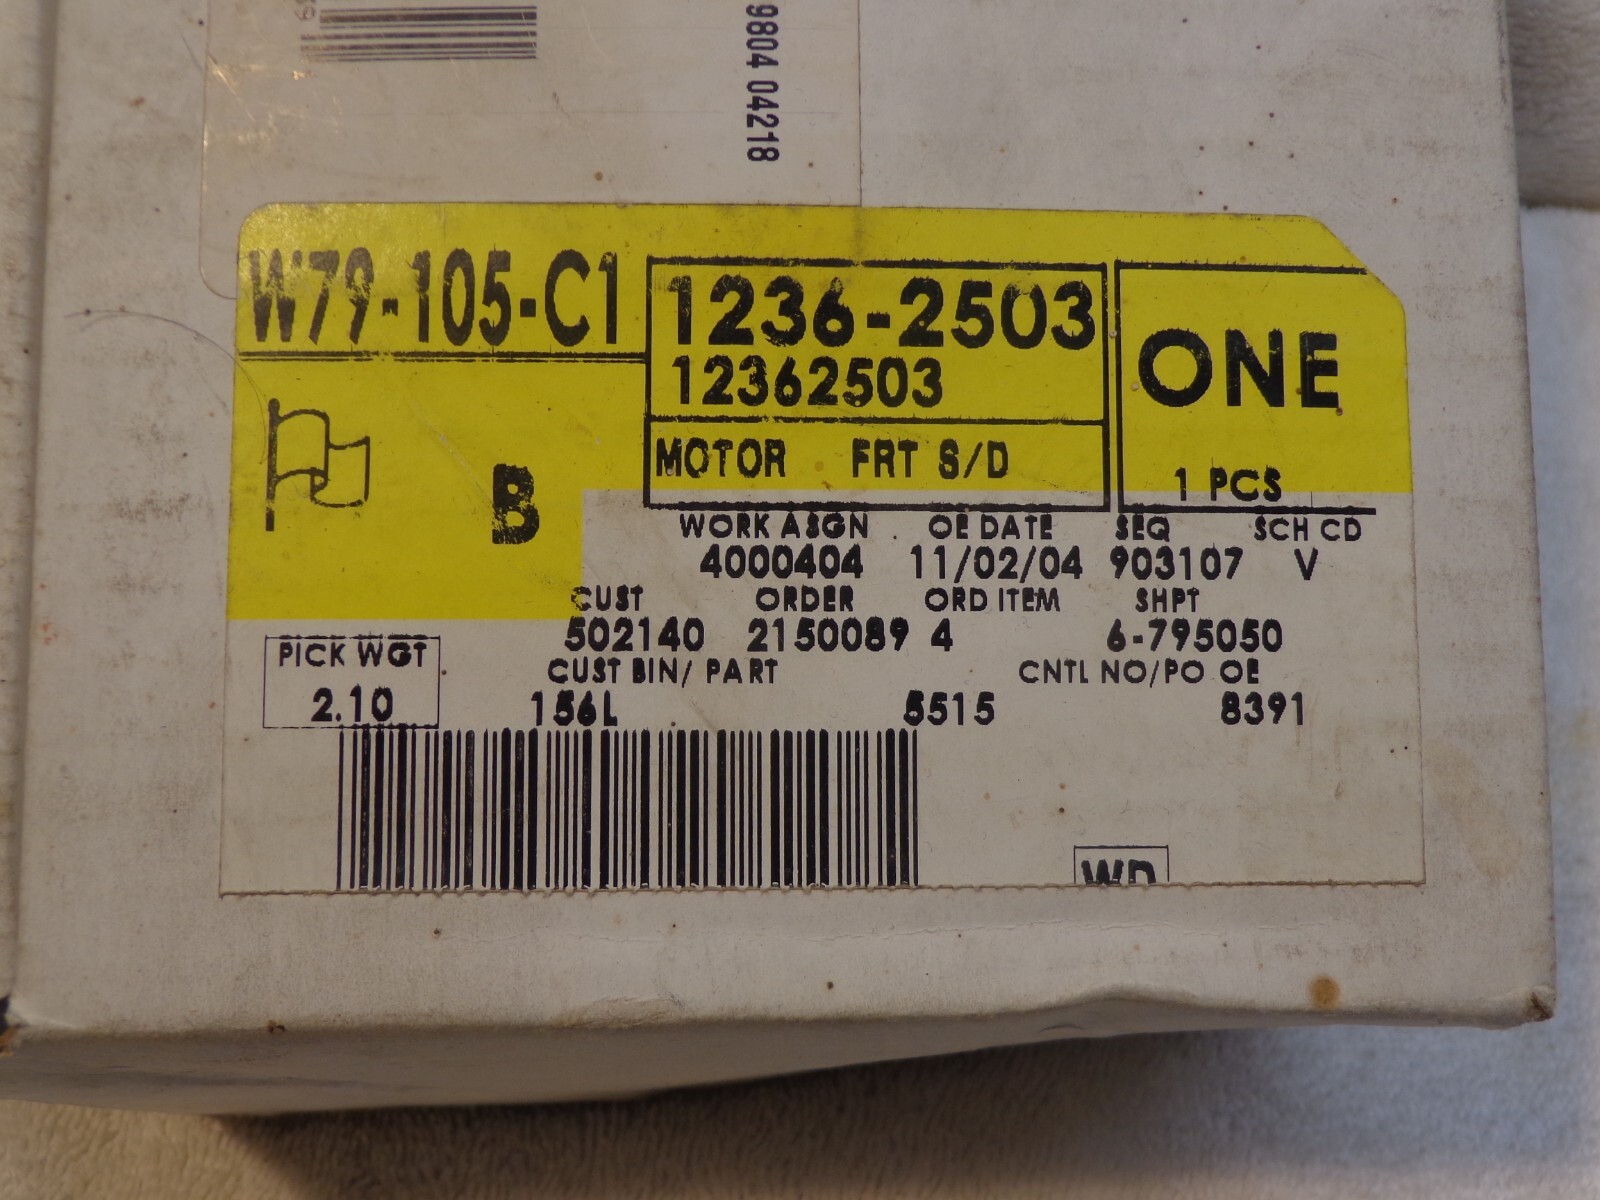 9804 04218
W79-105-C1
1236-2503
12362503
ONE
MOTOR FRT S/D
1 PCS
B
WORK ASGN OE DATE SEQ SCH CD
4000404 11/02/04 903107 V
CUST ORDER ORD ITEM SHPT
502140 2150089 4 6-795050
PICK WGT
2.10
CUST BIN/ PART CNTL NO/PO OE
156L 5515 8391
WD